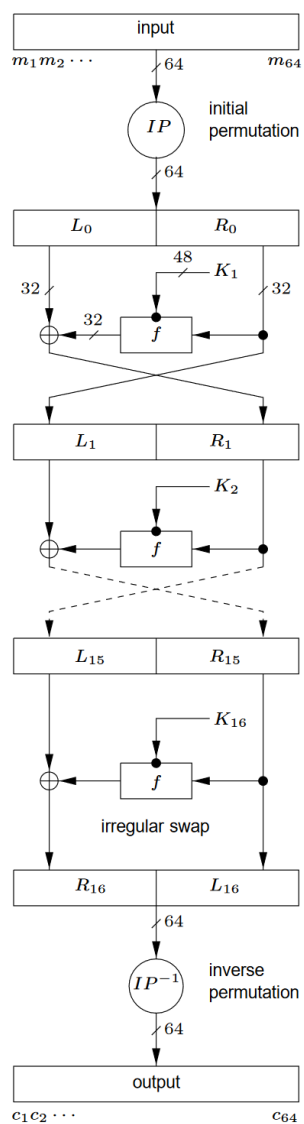 input
m₁m₂ ··· m₆₄
64
IP
initial
permutation
64
L₀ R₀
48
K₁
32 32
32
f
L₁ R₁
K₂
f
L₁₅ R₁₅
K₁₆
f
irregular swap
R₁₆ L₁₆
64
IP⁻¹
inverse
permutation
64
output
c₁c₂ ··· c₆₄